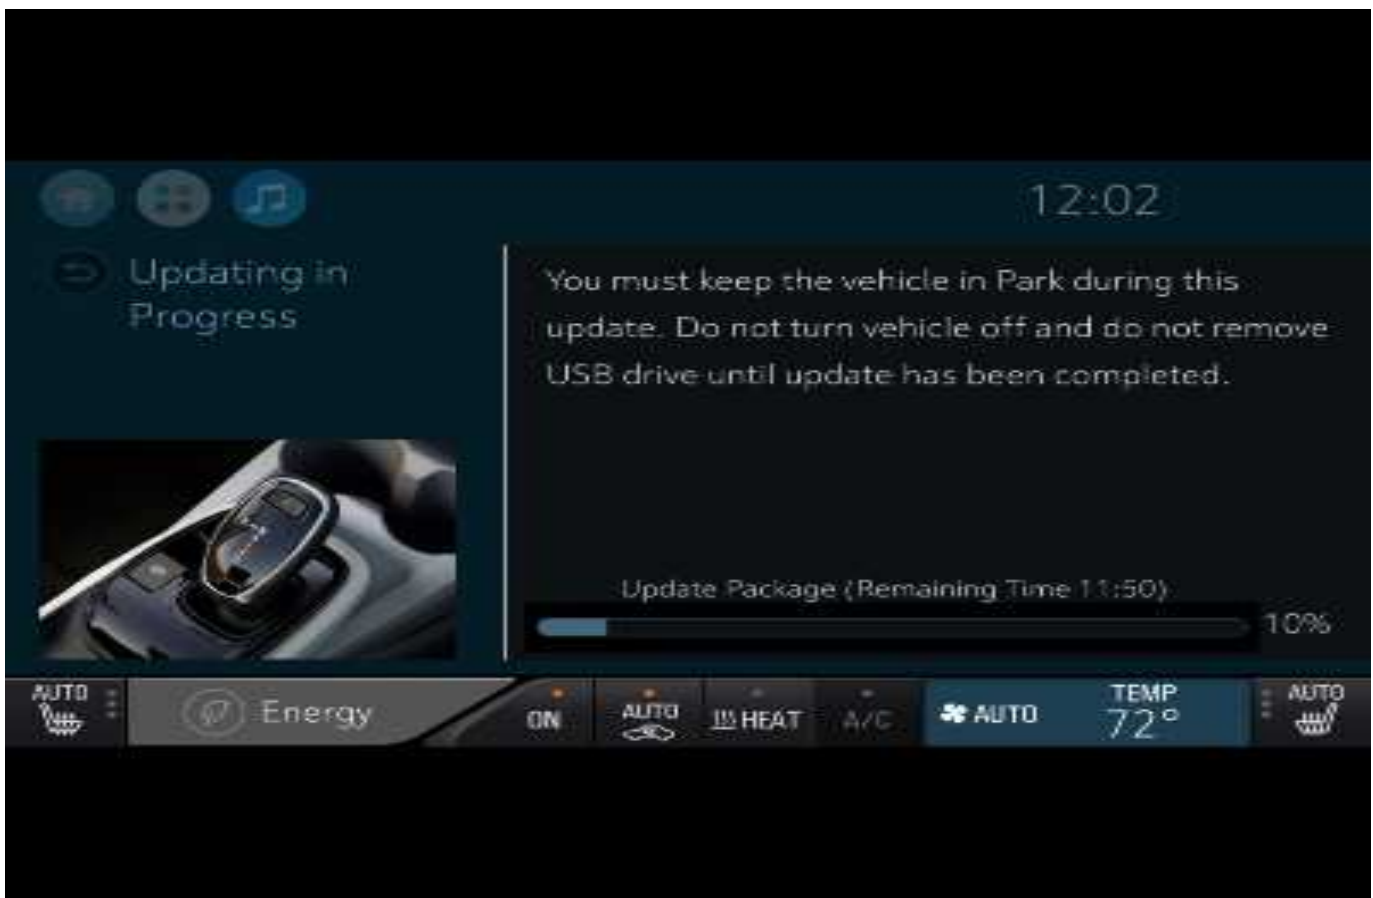 12:02
Updating in
Progress
You must keep the vehicle in Park during this
update. Do not turn vehicle off and do not remove
USB drive until update has been completed.
Update Package (Remaining Time 11:50)
10%
AUTO
Energy
ON
AUTO
HEAT
A/C
AUTO
TEMP
72°
AUTO